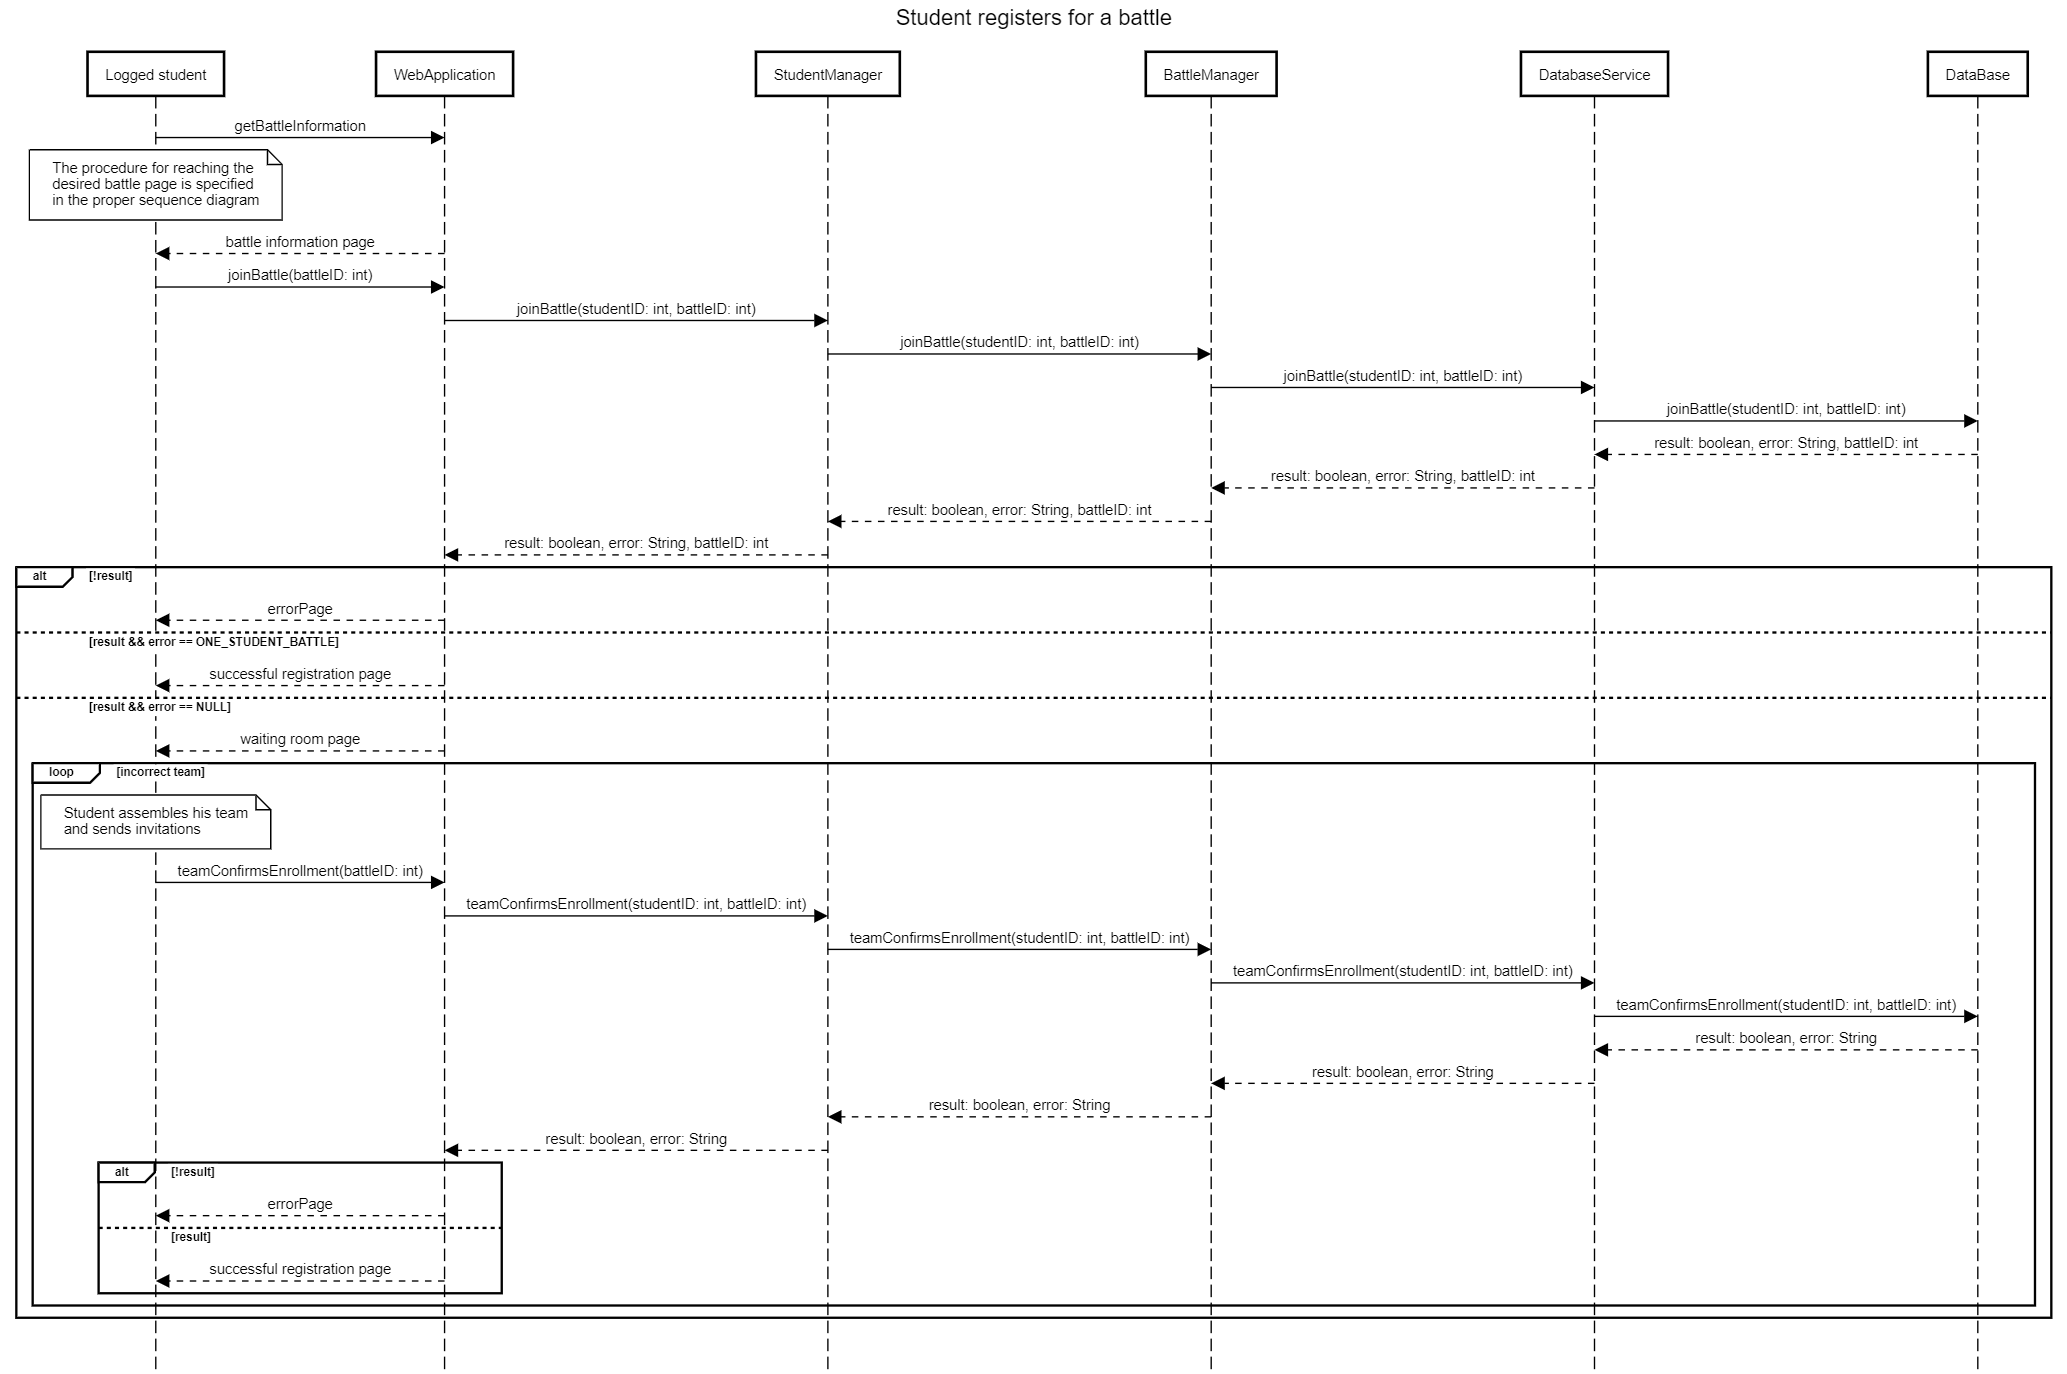 Student registers for a battle
Logged student
WebApplication
StudentManager
BattleManager
DatabaseService
DataBase
getBattleInformation
The procedure for reaching the
desired battle page is specified
in the proper sequence diagram
battle information page
joinBattle(battleID: int)
joinBattle(studentID: int, battleID: int)
joinBattle(studentID: int, battleID: int)
joinBattle(studentID: int, battleID: int)
joinBattle(studentID: int, battleID: int)
result: boolean, error: String, battleID: int
result: boolean, error: String, battleID: int
result: boolean, error: String, battleID: int
result: boolean, error: String, battleID: int
alt [!result]
errorPage
[result && error == ONE_STUDENT_BATTLE]
successful registration page
[result && error == NULL]
waiting room page
loop [incorrect team]
Student assembles his team
and sends invitations
teamConfirmsEnrollment(battleID: int)
teamConfirmsEnrollment(studentID: int, battleID: int)
teamConfirmsEnrollment(studentID: int, battleID: int)
teamConfirmsEnrollment(studentID: int, battleID: int)
teamConfirmsEnrollment(studentID: int, battleID: int)
result: boolean, error: String
result: boolean, error: String
result: boolean, error: String
result: boolean, error: String
alt [!result]
errorPage
[result]
successful registration page